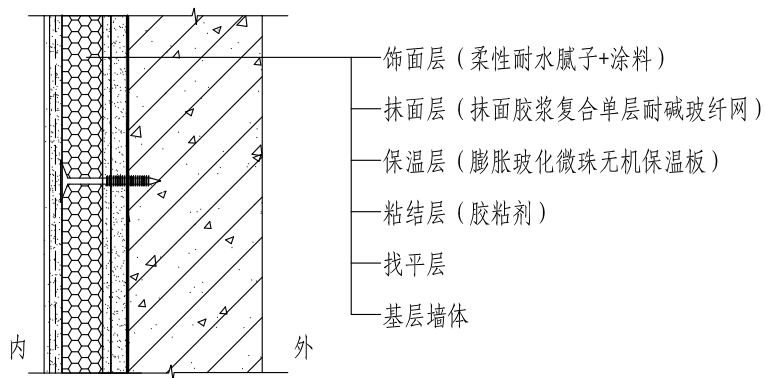 饰面层（柔性耐水腻子+涂料）
抹面层（抹面胶浆复合单层耐碱玻纤网）
保温层（膨胀玻化微珠无机保温板）
粘结层（胶粘剂）
找平层
基层墙体
内
外